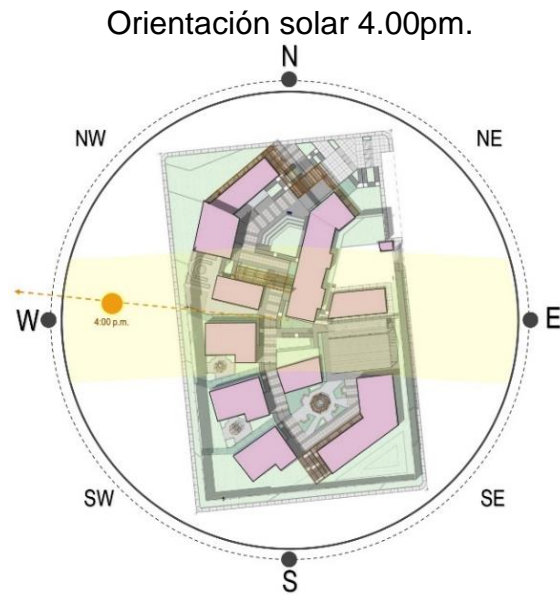 Orientación solar 4.00pm.
N
NW
NE
W
4:00 p.m.
E
SW
SE
S